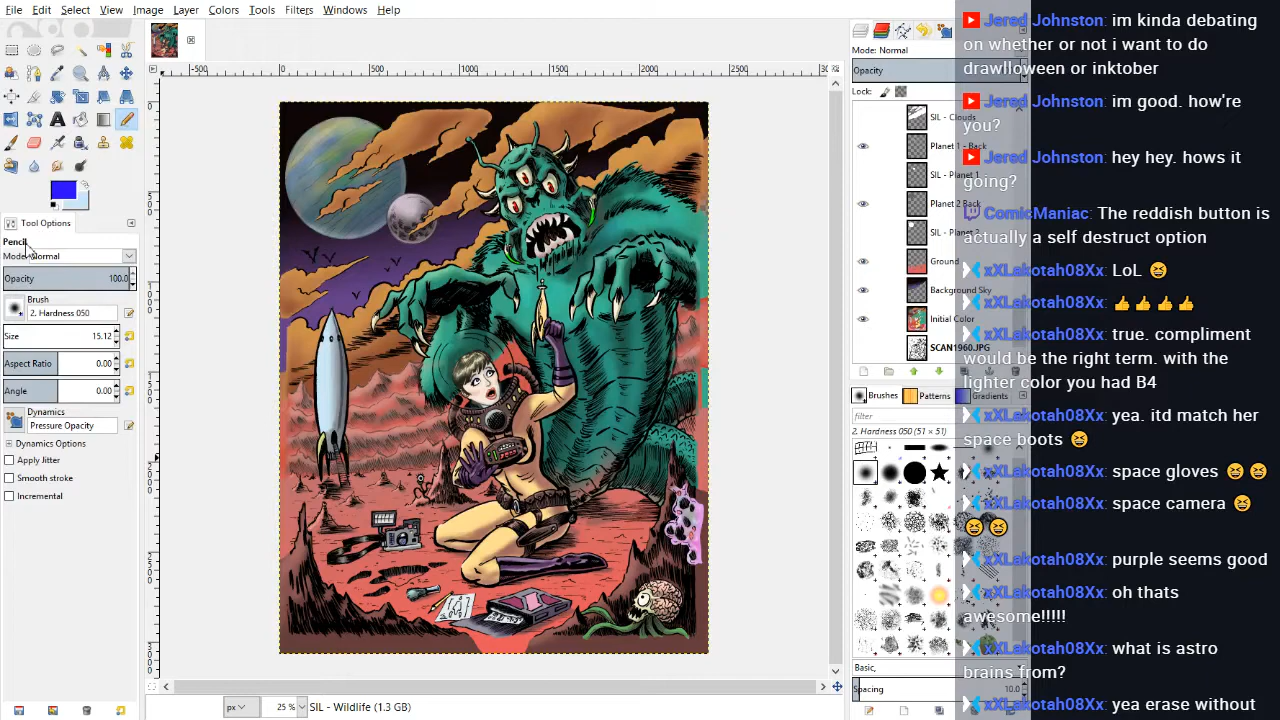 File Edit Select View Image Layer Colors Tools Filters Windows Help
Tool Options
Pencil
Mode: Normal
Opacity 100.0
Brush
2. Hardness 050
Size 15.12
Aspect Ratio 0.00
Angle 0.00
Dynamics
Pressure Opacity
Dynamics Options
Apply Jitter
Smooth stroke
Incremental
-500 0 500 1000 1500 2000 2500
px 25 % SIL - Wildlife (1.3 GB)
Mode: Normal
Opacity
Lock:
SIL - Clouds
Planet 1 - Back
SIL - Planet 1
Planet 2 Back
SIL - Planet 2
Ground
Background Sky
Initial Color
SCAN1960.JPG
Brushes Patterns Gradients
filter
2. Hardness 050 (51 × 51)
Basic,
Spacing 10.0
Jered Johnston: im kinda debating
on whether or not i want to do
drawlloween or inktober
Jered Johnston: im good. how're
you?
Jered Johnston: hey hey. hows it
going?
ComicManiac: The reddish button is
actually a self destruct option
xXLakotah08Xx: LoL 😆
xXLakotah08Xx: 👍👍👍👍
xXLakotah08Xx: true. compliment
would be the right term. with the
lighter color you had B4
xXLakotah08Xx: yea. itd match her
space boots 😆
xXLakotah08Xx: space gloves 😆 😆
xXLakotah08Xx: space camera 😆
😆 😆
xXLakotah08Xx: purple seems good
xXLakotah08Xx: oh thats
awesome!!!!!
xXLakotah08Xx: what is astro
brains from?
xXLakotah08Xx: yea erase without